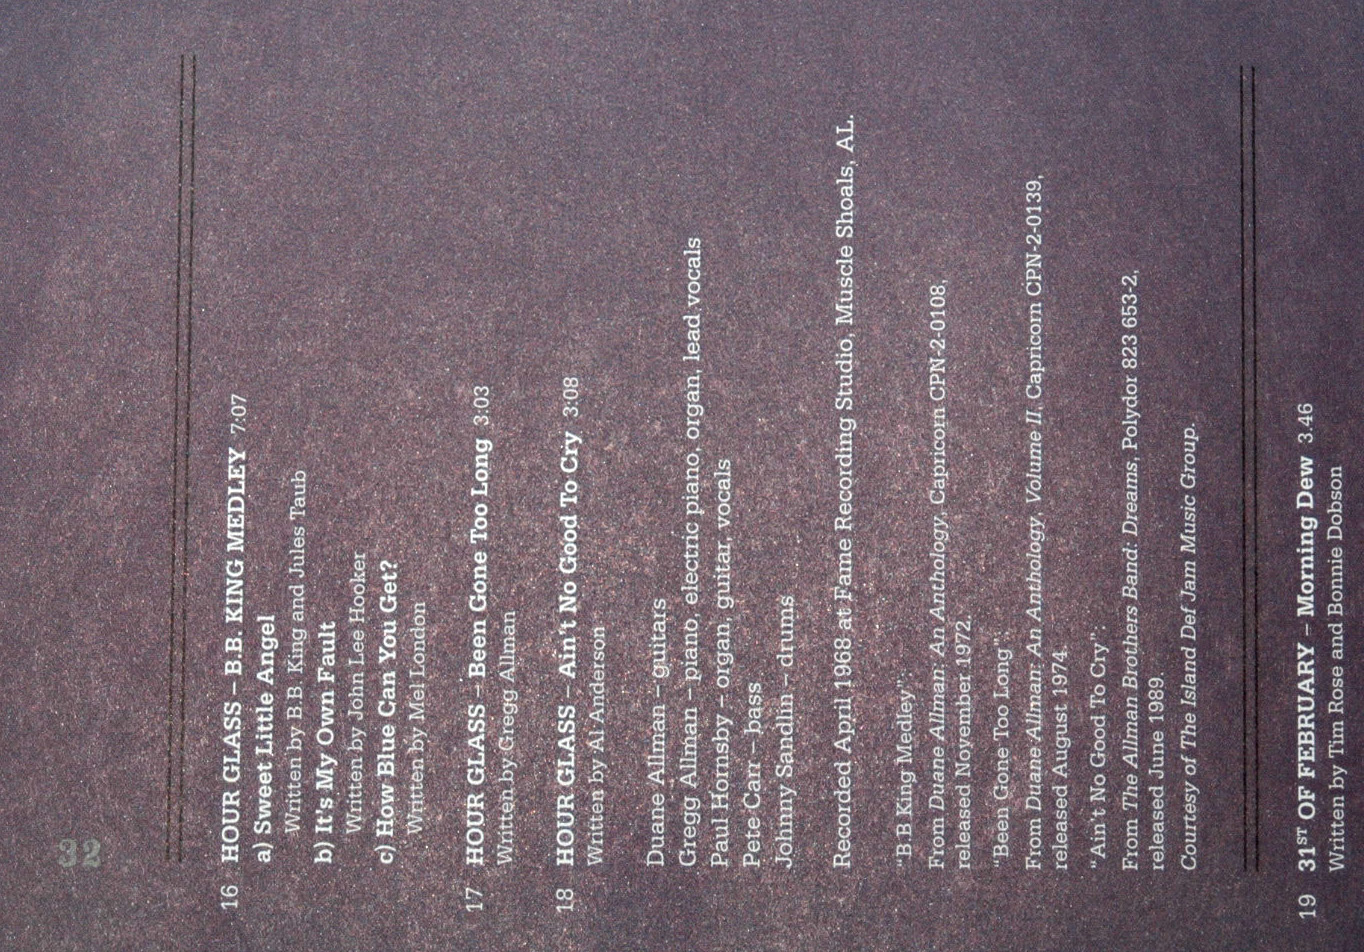 32
16 HOUR GLASS – B.B. KING MEDLEY 7:07
a) Sweet Little Angel
Written by B.B. King and Jules Taub
b) It's My Own Fault
Written by John Lee Hooker
c) How Blue Can You Get?
Written by Mel London
17 HOUR GLASS – Been Gone Too Long 3:03
Written by Gregg Allman
18 HOUR GLASS – Ain't No Good To Cry 3:08
Written by Al Anderson
Duane Allman – guitars
Gregg Allman – piano, electric piano, organ, lead vocals
Paul Hornsby – organ, guitar, vocals
Pete Carr – bass
Johnny Sandlin – drums
Recorded April 1968 at Fame Recording Studio, Muscle Shoals, AL.
"B B King Medley":
From Duane Allman: An Anthology, Capricorn CPN-2-0108,
released November 1972.
"Been Gone Too Long":
From Duane Allman: An Anthology, Volume II, Capricorn CPN-2-0139,
released August 1974.
"Ain't No Good To Cry":
From The Allman Brothers Band: Dreams, Polydor 823 653-2,
released June 1989.
Courtesy of The Island Def Jam Music Group.
19 31ST OF FEBRUARY – Morning Dew 3.46
Written by Tim Rose and Bonnie Dobson